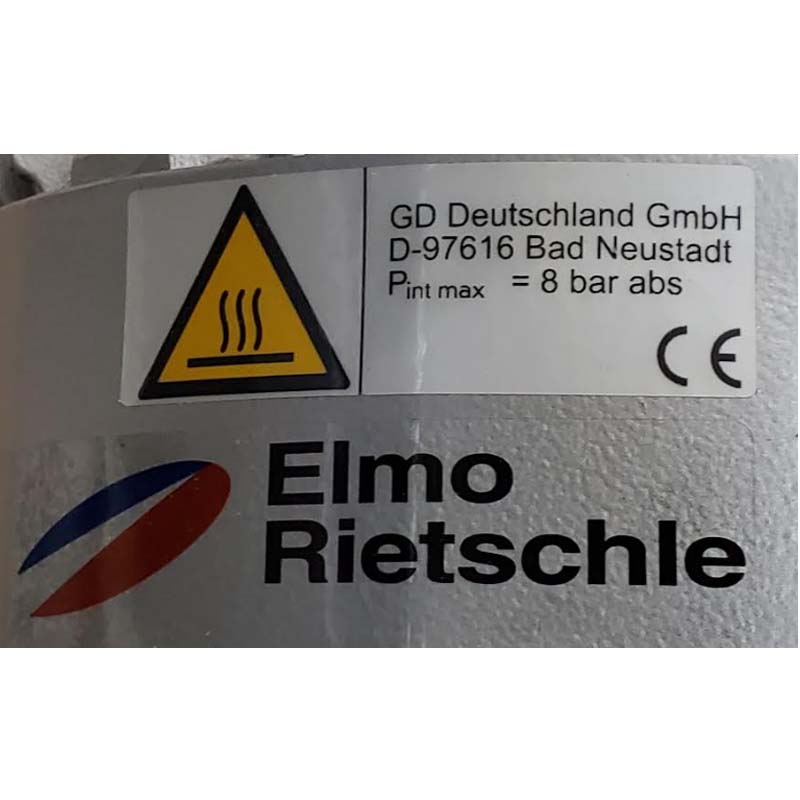 GD Deutschland GmbH
D-97616 Bad Neustadt
Pint max = 8 bar abs
CE
Elmo
Rietschle